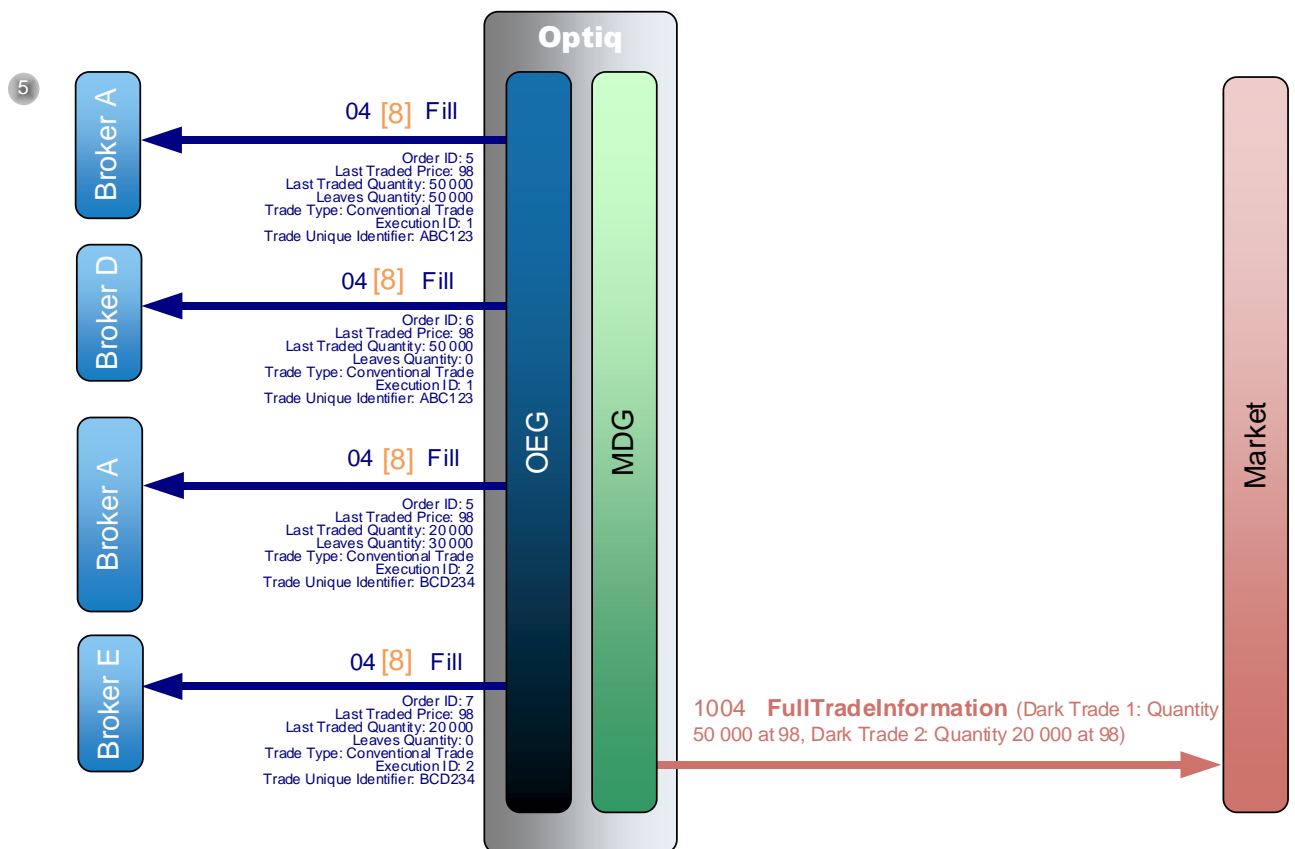 Optiq
5
Broker A
04 [8] Fill
Order ID: 5
Last Traded Price: 98
Last Traded Quantity: 50 000
Leaves Quantity: 50 000
Trade Type: Conventional Trade
Execution ID: 1
Trade Unique Identifier: ABC123
Broker D
04 [8] Fill
Order ID: 6
Last Traded Price: 98
Last Traded Quantity: 50 000
Leaves Quantity: 0
Trade Type: Conventional Trade
Execution ID: 1
Trade Unique Identifier: ABC123
OEG
MDG
Market
Broker A
04 [8] Fill
Order ID: 5
Last Traded Price: 98
Last Traded Quantity: 20 000
Leaves Quantity: 30 000
Trade Type: Conventional Trade
Execution ID: 2
Trade Unique Identifier: BCD234
Broker E
04 [8] Fill
Order ID: 7
Last Traded Price: 98
Last Traded Quantity: 20 000
Leaves Quantity: 0
Trade Type: Conventional Trade
Execution ID: 2
Trade Unique Identifier: BCD234
1004 FullTradeInformation (Dark Trade 1: Quantity
50 000 at 98, Dark Trade 2: Quantity 20 000 at 98)